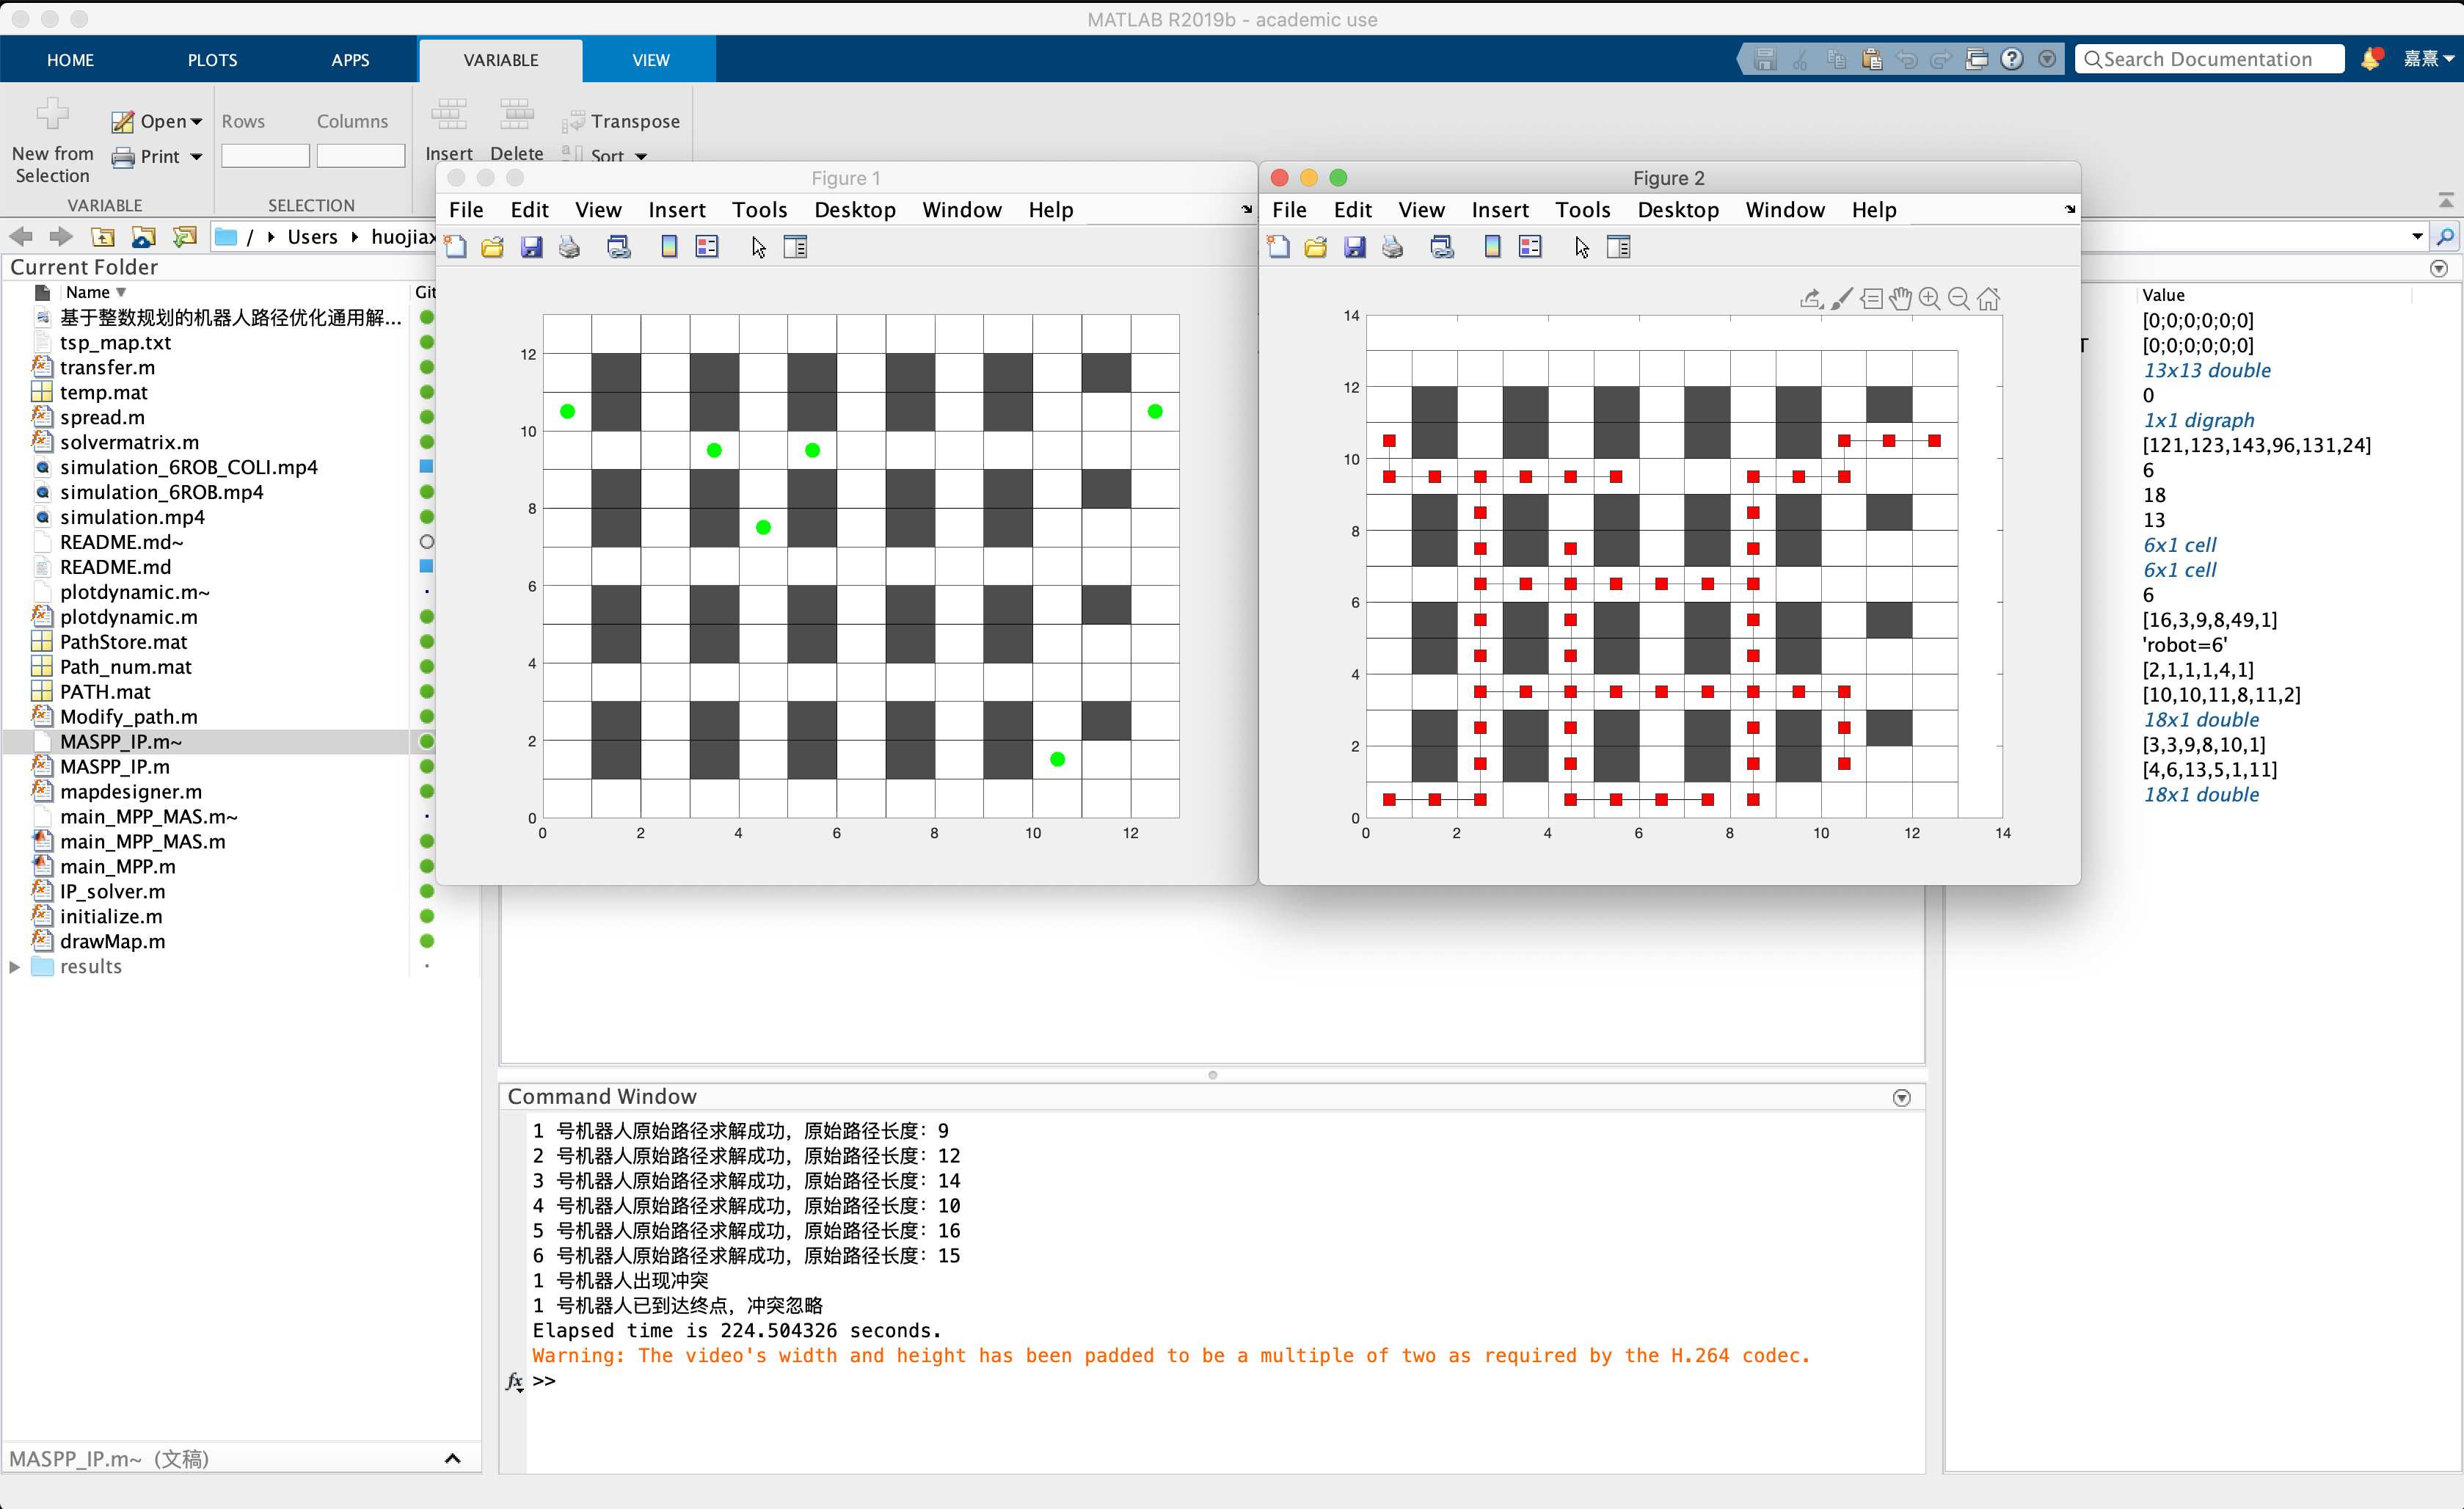 MATLAB R2019b - academic use
HOME PLOTS APPS VARIABLE VIEW Search Documentation 嘉熹
New from Selection
Open
Print
Rows Columns
Insert Delete Transpose
Sort
VARIABLE SELECTION
/ Users huojiax
Current Folder
Name Git
基于整数规划的机器人路径优化通用解...
tsp_map.txt
transfer.m
temp.mat
spread.m
solvermatrix.m
simulation_6ROB_COLI.mp4
simulation_6ROB.mp4
simulation.mp4
README.md~
README.md
plotdynamic.m~
plotdynamic.m
PathStore.mat
Path_num.mat
PATH.mat
Modify_path.m
MASPP_IP.m~
MASPP_IP.m
mapdesigner.m
main_MPP_MAS.m~
main_MPP_MAS.m
main_MPP.m
IP_solver.m
initialize.m
drawMap.m
results
MASPP_IP.m~ (文稿)
Figure 1
File Edit View Insert Tools Desktop Window Help
12
10
8
6
4
2
0
0 2 4 6 8 10 12
Figure 2
File Edit View Insert Tools Desktop Window Help
14
12
10
8
6
4
2
0
0 2 4 6 8 10 12 14
Value
[0;0;0;0;0;0]
T [0;0;0;0;0;0]
13x13 double
0
1x1 digraph
[121,123,143,96,131,24]
6
18
13
6x1 cell
6x1 cell
6
[16,3,9,8,49,1]
'robot=6'
[2,1,1,1,4,1]
[10,10,11,8,11,2]
18x1 double
[3,3,9,8,10,1]
[4,6,13,5,1,11]
18x1 double
Command Window
1 号机器人原始路径求解成功，原始路径长度：9
2 号机器人原始路径求解成功，原始路径长度：12
3 号机器人原始路径求解成功，原始路径长度：14
4 号机器人原始路径求解成功，原始路径长度：10
5 号机器人原始路径求解成功，原始路径长度：16
6 号机器人原始路径求解成功，原始路径长度：15
1 号机器人出现冲突
1 号机器人已到达终点，冲突忽略
Elapsed time is 224.504326 seconds.
Warning: The video's width and height has been padded to be a multiple of two as required by the H.264 codec.
fx >>